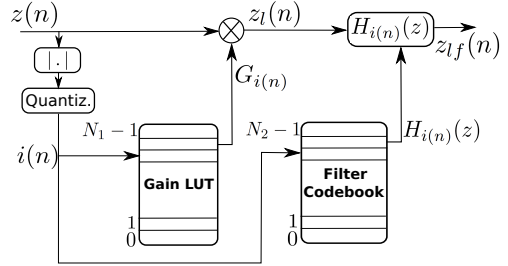 z(n)
z_l(n)
H_{i(n)}(z)
z_{lf}(n)
|.|
G_{i(n)}
Quantiz.
N_1 − 1
N_2 − 1
H_{i(n)}(z)
i(n)
Gain LUT
Filter
Codebook
1
0
1
0